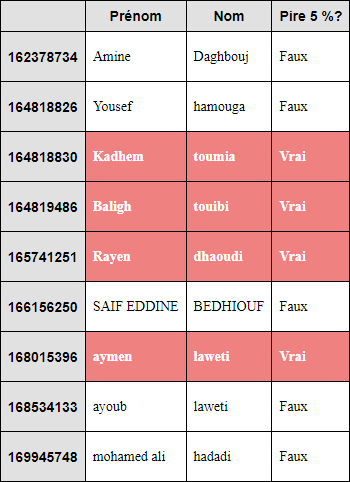 Prénom Nom Pire 5 %?
162378734 Amine Daghbouj Faux
164818826 Yousef hamouga Faux
164818830 Kadhem toumia Vrai
164819486 Baligh touibi Vrai
165741251 Rayen dhaoudi Vrai
166156250 SAIF EDDINE BEDHIOUF Faux
168015396 aymen laweti Vrai
168534133 ayoub laweti Faux
169945748 mohamed ali hadadi Faux